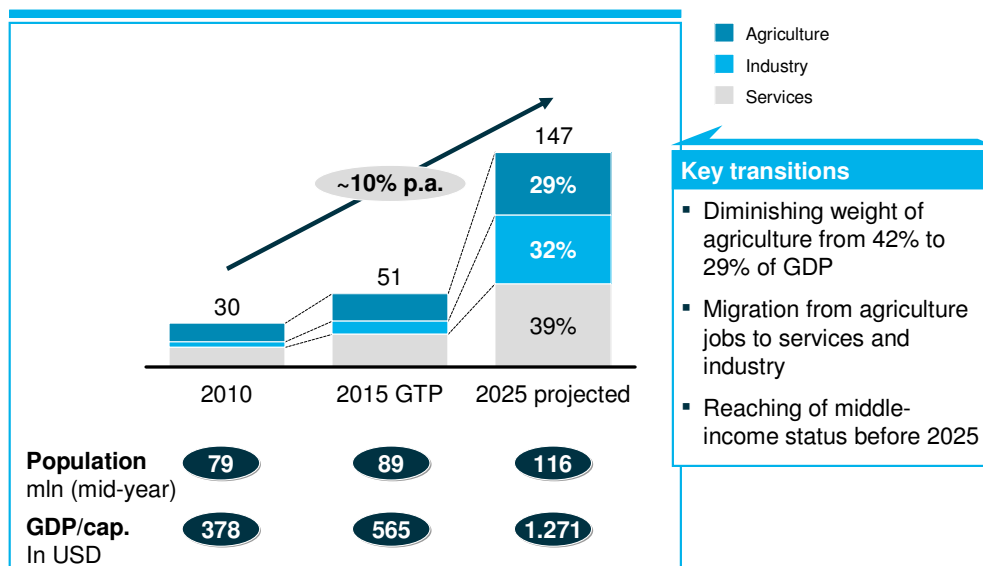 Agriculture
Industry
Services
147
~10% p.a.
29%
32%
39%
51
30
2010
2015 GTP
2025 projected
Population
mln (mid-year)
79
89
116
GDP/cap.
In USD
378
565
1.271
Key transitions
▪ Diminishing weight of
agriculture from 42% to
29% of GDP
▪ Migration from agriculture
jobs to services and
industry
▪ Reaching of middle-
income status before 2025